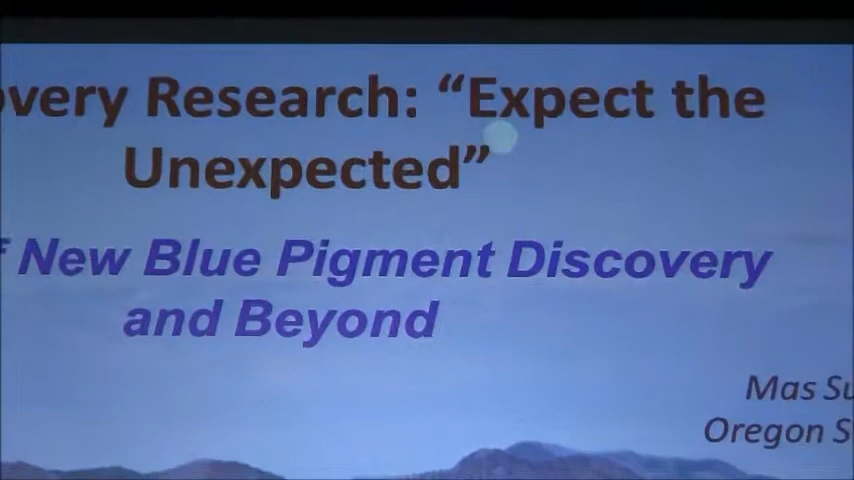 overy Research: “Expect the
Unexpected”
f New Blue Pigment Discovery
and Beyond
Mas Su
Oregon S